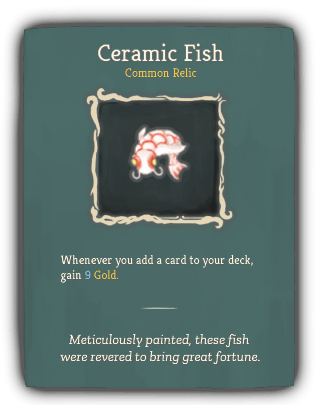 Ceramic Fish
Common Relic
Whenever you add a card to your deck,
gain 9 Gold.
Meticulously painted, these fish
were revered to bring great fortune.